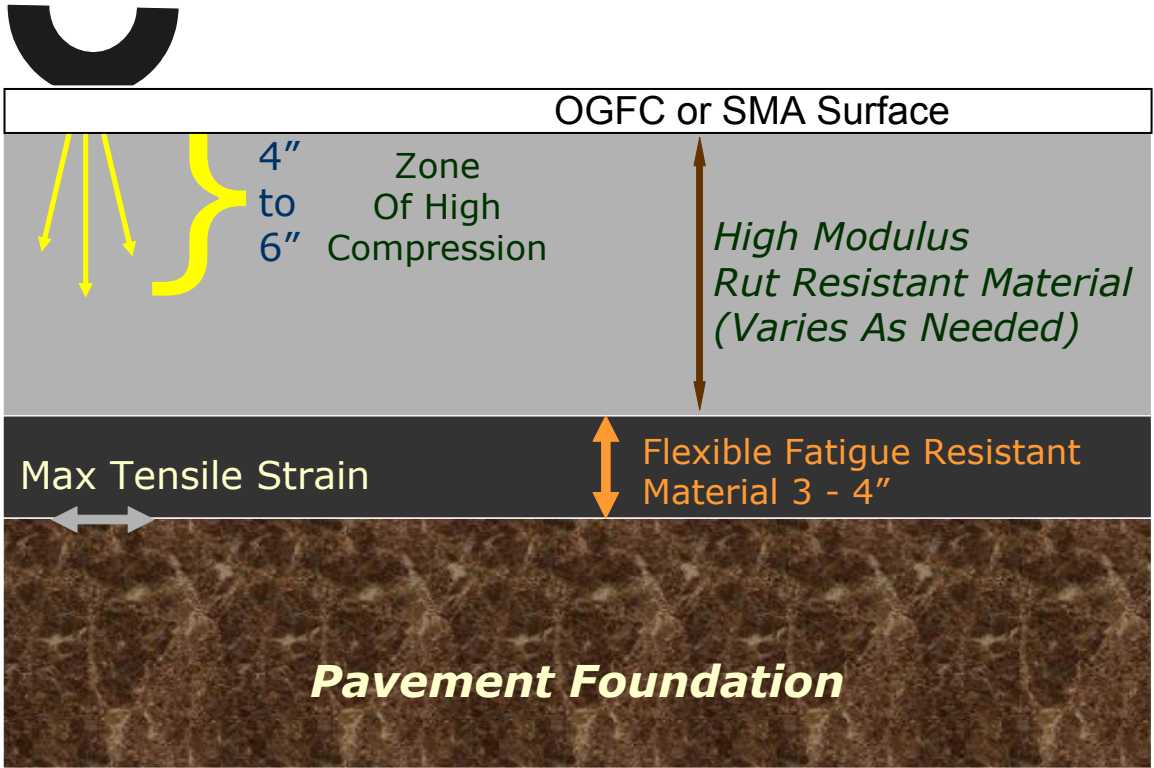 OGFC or SMA Surface
4”
to
6”
Zone
Of High
Compression
High Modulus
Rut Resistant Material
(Varies As Needed)
Max Tensile Strain
Flexible Fatigue Resistant
Material 3 - 4”
Pavement Foundation